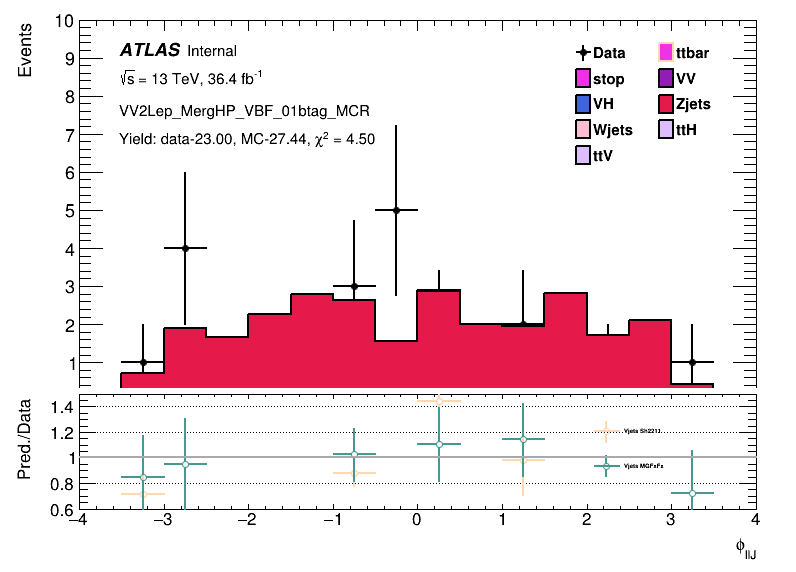 Events
10
9
8
7
6
5
4
3
2
1
ATLAS Internal
√s = 13 TeV, 36.4 fb-1
VV2Lep_MergHP_VBF_01btag_MCR
Yield: data-23.00, MC-27.44, χ² = 4.50
Data
ttbar
stop
VV
VH
Zjets
Wjets
ttH
ttV
Pred./Data
1.4
1.2
1
0.8
0.6
Vjets Sh2211
Vjets MGFxFx
−4 −3 −2 −1 0 1 2 3 4
ϕllJ